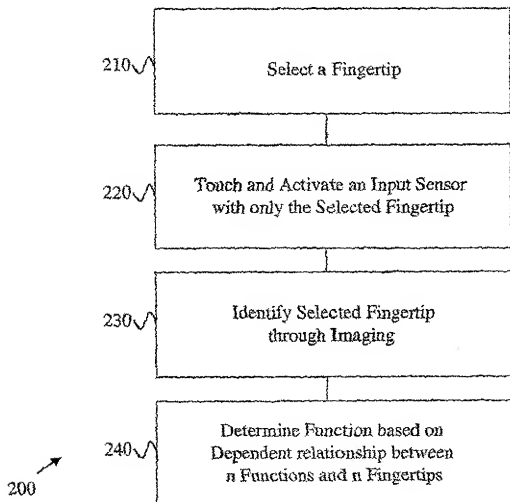 210
Select a Fingertip
220
Touch and Activate an Input Sensor
with only the Selected Fingertip
230
Identify Selected Fingertip
through Imaging
240
Determine Function based on
Dependent relationship between
n Functions and n Fingertips
200